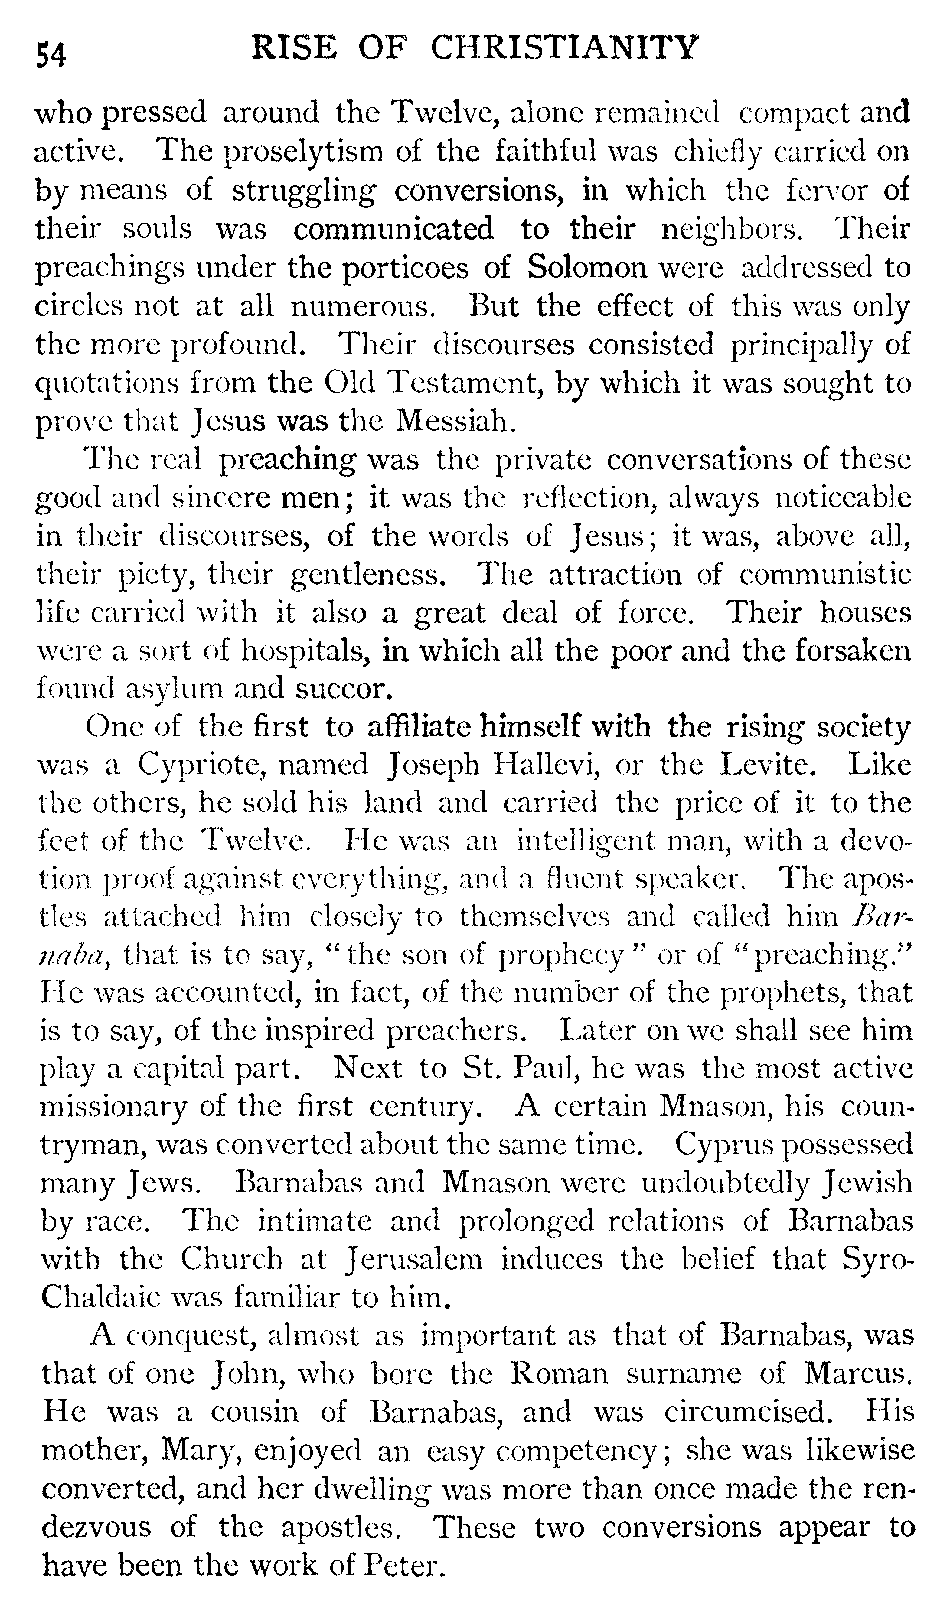 54 RISE OF CHRISTIANITY
who pressed around the Twelve, alone remained compact and
active. The proselytism of the faithful was chiefly carried on
by means of struggling conversions, in which the fervor of
their souls was communicated to their neighbors. Their
preachings under the porticoes of Solomon were addressed to
circles not at all numerous. But the effect of this was only
the more profound. Their discourses consisted principally of
quotations from the Old Testament, by which it was sought to
prove that Jesus was the Messiah.
The real preaching was the private conversations of these
good and sincere men; it was the reflection, always noticeable
in their discourses, of the words of Jesus; it was, above all,
their piety, their gentleness. The attraction of communistic
life carried with it also a great deal of force. Their houses
were a sort of hospitals, in which all the poor and the forsaken
found asylum and succor.
One of the first to affiliate himself with the rising society
was a Cypriote, named Joseph Hallevi, or the Levite. Like
the others, he sold his land and carried the price of it to the
feet of the Twelve. He was an intelligent man, with a devo-
tion proof against everything, and a fluent speaker. The apos-
tles attached him closely to themselves and called him Bar-
naba, that is to say, "the son of prophecy" or of "preaching."
He was accounted, in fact, of the number of the prophets, that
is to say, of the inspired preachers. Later on we shall see him
play a capital part. Next to St. Paul, he was the most active
missionary of the first century. A certain Mnason, his coun-
tryman, was converted about the same time. Cyprus possessed
many Jews. Barnabas and Mnason were undoubtedly Jewish
by race. The intimate and prolonged relations of Barnabas
with the Church at Jerusalem induces the belief that Syro-
Chaldaic was familiar to him.
A conquest, almost as important as that of Barnabas, was
that of one John, who bore the Roman surname of Marcus.
He was a cousin of Barnabas, and was circumcised. His
mother, Mary, enjoyed an easy competency; she was likewise
converted, and her dwelling was more than once made the ren-
dezvous of the apostles. These two conversions appear to
have been the work of Peter.